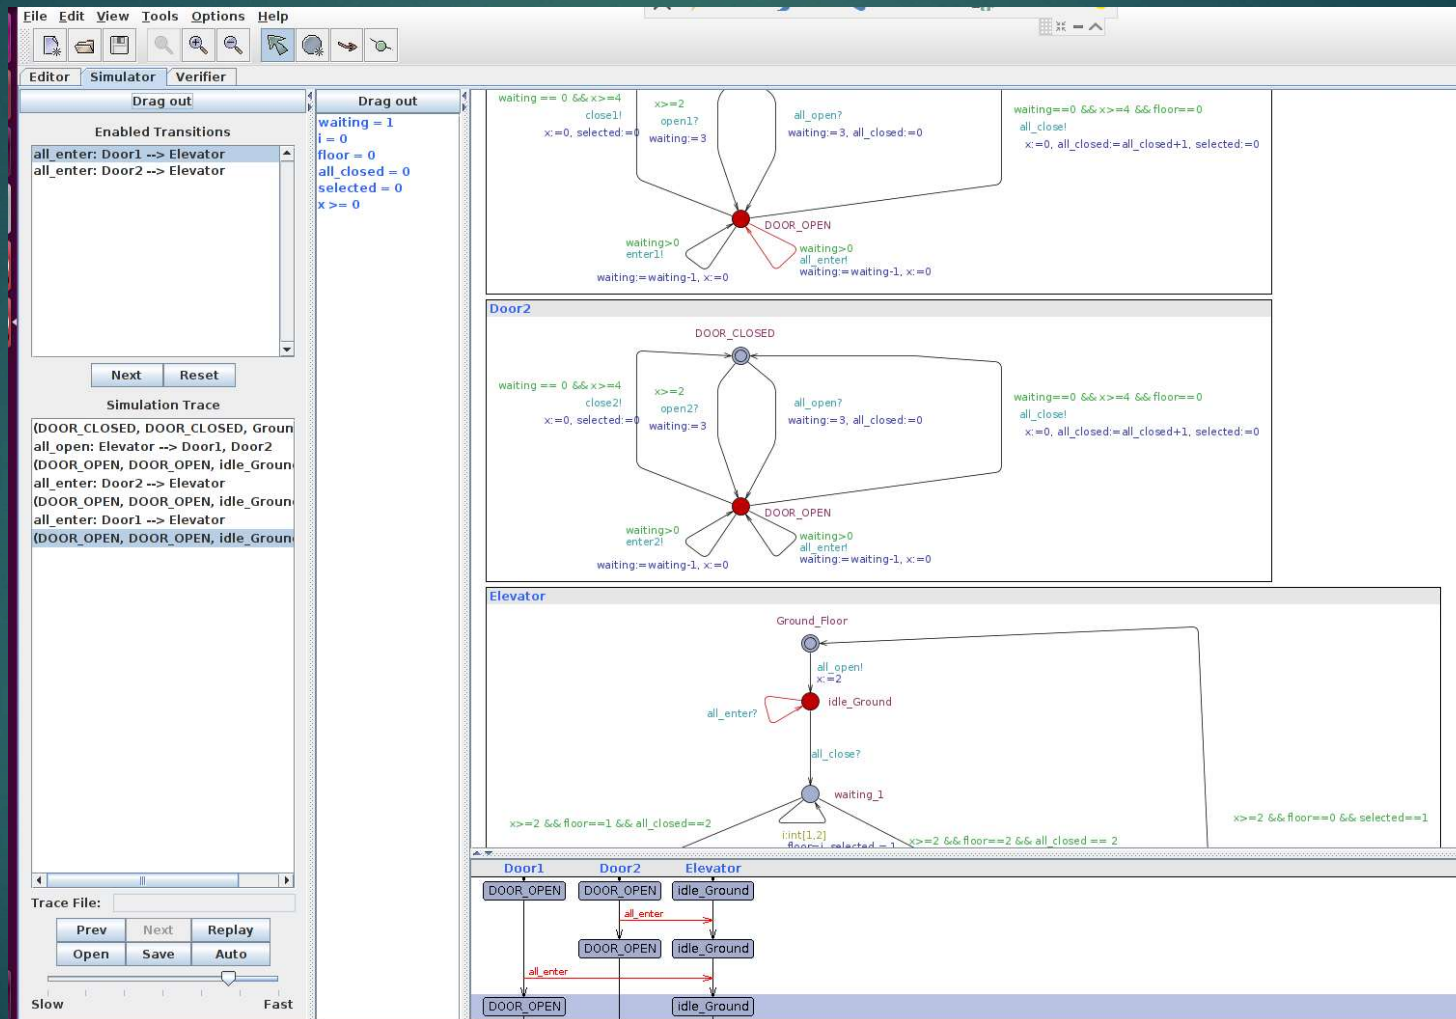 File Edit View Tools Options Help
Editor Simulator Verifier
Drag out
Enabled Transitions
all_enter: Door1 --> Elevator
all_enter: Door2 --> Elevator
Next Reset
Simulation Trace
(DOOR_CLOSED, DOOR_CLOSED, Groun
all_open: Elevator --> Door1, Door2
(DOOR_OPEN, DOOR_OPEN, idle_Groun
all_enter: Door2 --> Elevator
(DOOR_OPEN, DOOR_OPEN, idle_Groun
all_enter: Door1 --> Elevator
(DOOR_OPEN, DOOR_OPEN, idle_Groun
Trace File:
Prev Next Replay
Open Save Auto
Slow Fast
Drag out
waiting = 1
i = 0
floor = 0
all_closed = 0
selected = 0
x >= 0
waiting == 0 && x>=4
close1!
x:=0, selected:=0
x>=2
open1?
waiting:=3
all_open?
waiting:=3, all_closed:=0
waiting==0 && x>=4 && floor==0
all_close!
x:=0, all_closed:=all_closed+1, selected:=0
DOOR_OPEN
waiting>0
enter1!
waiting:=waiting-1, x:=0
waiting>0
all_enter!
waiting:=waiting-1, x:=0
Door2
DOOR_CLOSED
waiting == 0 && x>=4
close2!
x:=0, selected:=0
x>=2
open2?
waiting:=3
all_open?
waiting:=3, all_closed:=0
waiting==0 && x>=4 && floor==0
all_close!
x:=0, all_closed:=all_closed+1, selected:=0
DOOR_OPEN
waiting>0
enter2!
waiting:=waiting-1, x:=0
waiting>0
all_enter!
waiting:=waiting-1, x:=0
Elevator
Ground_Floor
all_open!
x:=2
idle_Ground
all_enter?
all_close?
waiting_1
x>=2 && floor==1 && all_closed==2
i:int[1,2]
floor=i, selected = 1
x>=2 && floor==2 && all_closed == 2
x>=2 && floor==0 && selected==1
Door1 Door2 Elevator
DOOR_OPEN DOOR_OPEN idle_Ground
all_enter
DOOR_OPEN idle_Ground
all_enter
DOOR_OPEN idle_Ground